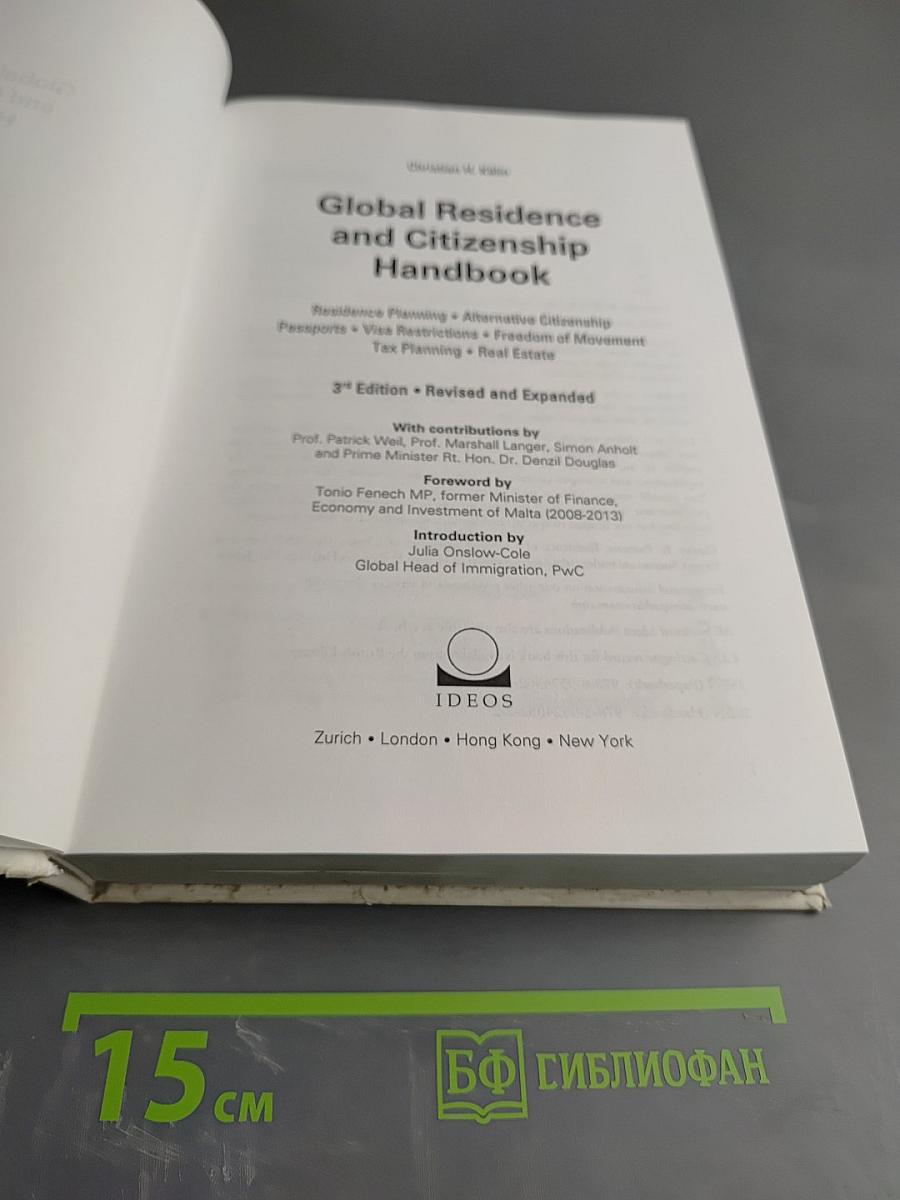 Christian H. Kälin
Global Residence
and Citizenship
Handbook
Residence Planning • Alternative Citizenship
Passports • Visa Restrictions • Freedom of Movement
Tax Planning • Real Estate
3rd Edition • Revised and Expanded
With contributions by
Prof. Patrick Weil, Prof. Marshall Langer, Simon Anholt
and Prime Minister Rt. Hon. Dr. Denzil Douglas
Foreword by
Tonio Fenech MP, former Minister of Finance,
Economy and Investment of Malta (2008-2013)
Introduction by
Julia Onslow-Cole
Global Head of Immigration, PwC
IDEOS
Zurich • London • Hong Kong • New York
15 см
БФ БИБЛИОФАН